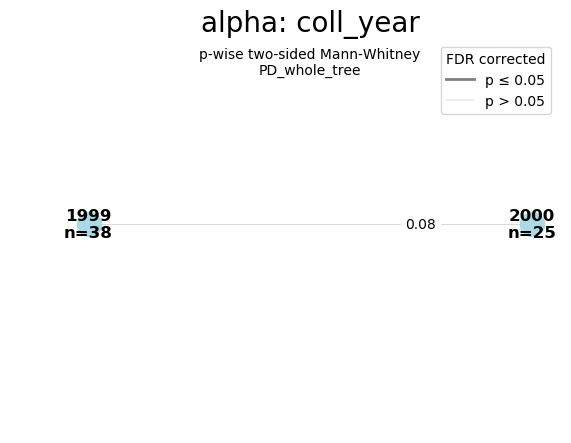 alpha: coll_year
p-wise two-sided Mann-Whitney
PD_whole_tree
FDR corrected
p ≤ 0.05
p > 0.05
1999
n=38
0.08
2000
n=25